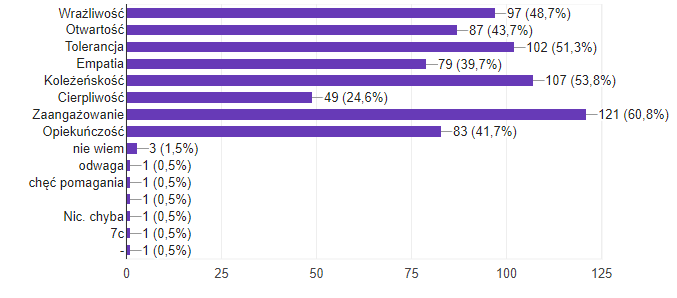 Wrażliwość 97 (48,7%)
Otwartość 87 (43,7%)
Tolerancja 102 (51,3%)
Empatia 79 (39,7%)
Koleżeńskość 107 (53,8%)
Cierpliwość 49 (24,6%)
Zaangażowanie 121 (60,8%)
Opiekuńczość 83 (41,7%)
nie wiem 3 (1,5%)
odwaga 1 (0,5%)
chęć pomagania 1 (0,5%)
1 (0,5%)
Nic. chyba 1 (0,5%)
7c 1 (0,5%)
- 1 (0,5%)
0 25 50 75 100 125